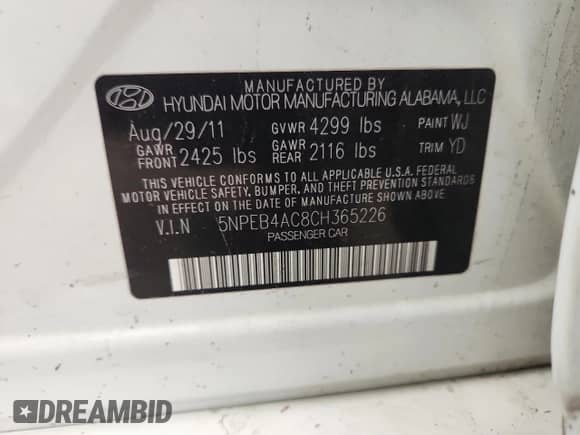 MANUFACTURED BY
HYUNDAI MOTOR MANUFACTURING ALABAMA, LLC
Aug/29/11 GVWR 4299 lbs PAINT WJ
GAWR FRONT 2425 lbs GAWR REAR 2116 lbs TRIM YD
THIS VEHICLE CONFORMS TO ALL APPLICABLE U.S.A. FEDERAL
MOTOR VEHICLE SAFETY, BUMPER, AND THEFT PREVENTION STANDARDS
IN EFFECT ON THE DATE OF MANUFACTURE SHOWN ABOVE.
V.I.N 5NPEB4AC8CH365226
PASSENGER CAR
DREAMBID